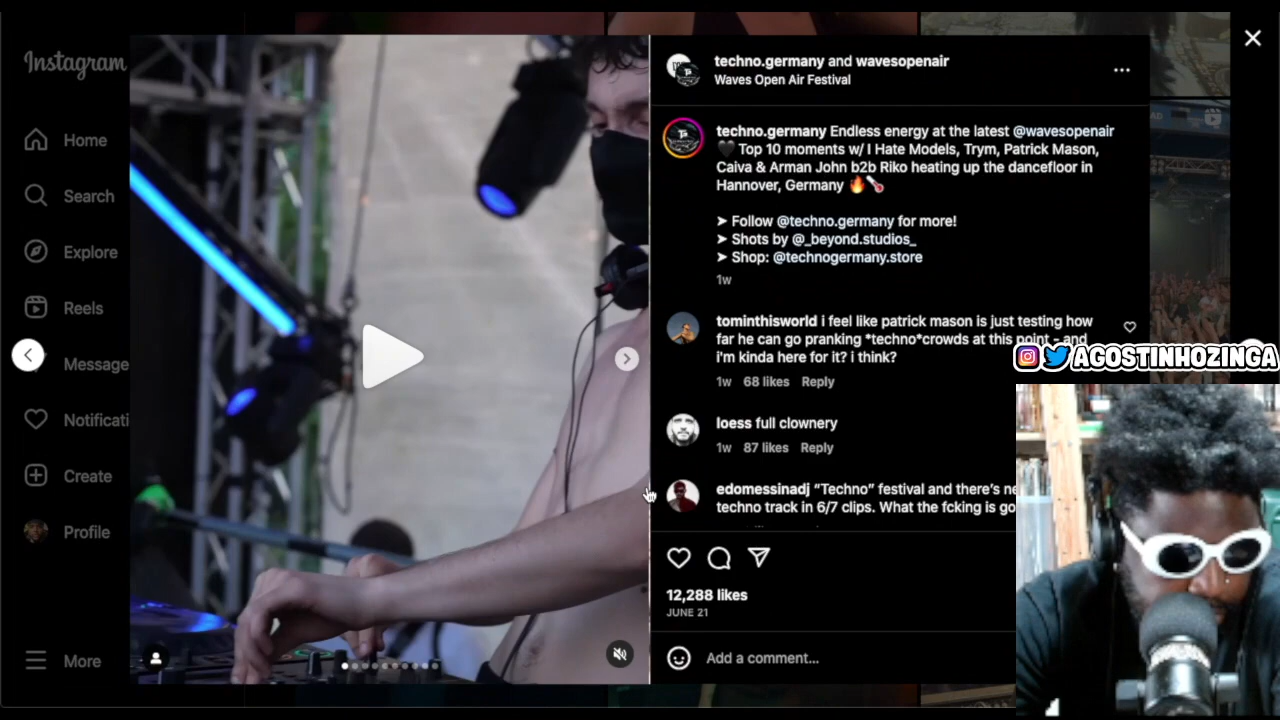 Instagram
Home
Search
Explore
Reels
Message
Notificati
Create
Profile
More
techno.germany and wavesopenair
Waves Open Air Festival
techno.germany Endless energy at the latest @wavesopenair
🖤 Top 10 moments w/ I Hate Models, Trym, Patrick Mason,
Caiva & Arman John b2b Riko heating up the dancefloor in
Hannover, Germany 🔥🌡️
➤ Follow @techno.germany for more!
➤ Shots by @_beyond.studios_
➤ Shop: @technogermany.store
1w
tominthisworld i feel like patrick mason is just testing how
far he can go pranking *techno*crowds at this point - and
i'm kinda here for it? i think?
1w 68 likes Reply
loess full clownery
1w 87 likes Reply
edomessinadj “Techno” festival and there's ne
techno track in 6/7 clips. What the fcking is go
12,288 likes
JUNE 21
Add a comment...
AGOSTINHOZINGA